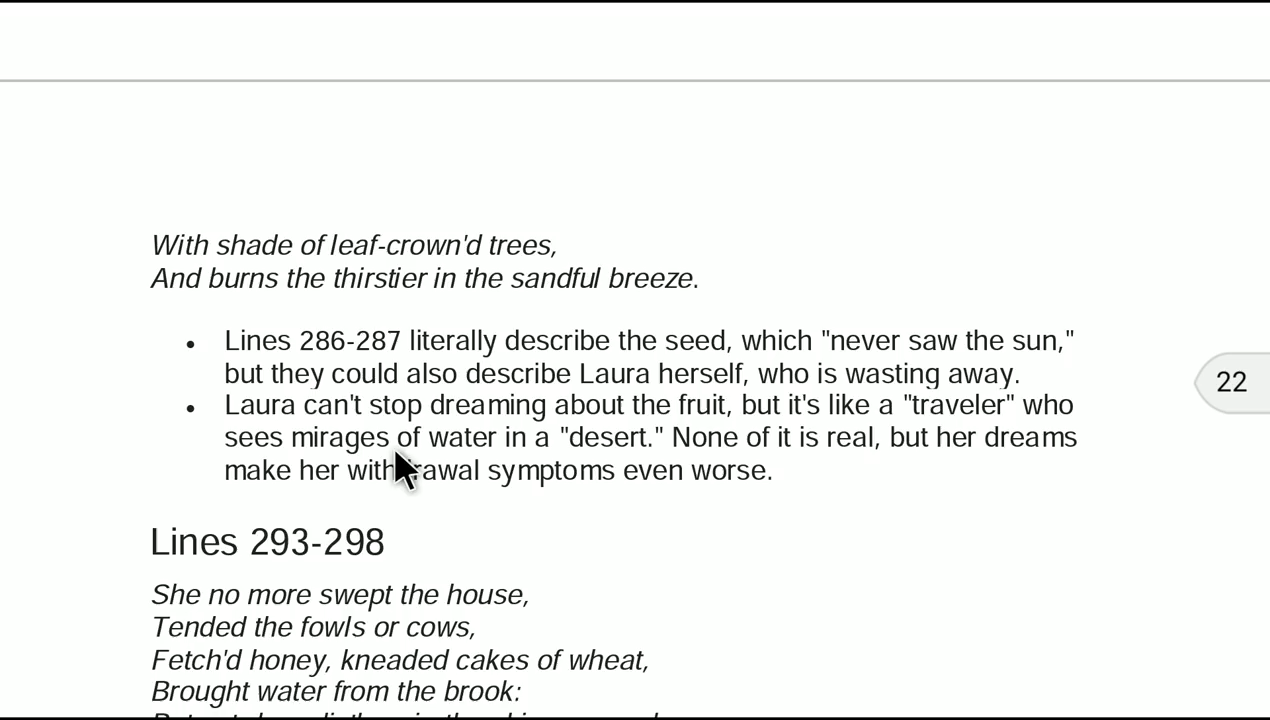 With shade of leaf-crown'd trees,
And burns the thirstier in the sandful breeze.
• Lines 286-287 literally describe the seed, which "never saw the sun,"
but they could also describe Laura herself, who is wasting away.
• Laura can't stop dreaming about the fruit, but it's like a "traveler" who
sees mirages of water in a "desert." None of it is real, but her dreams
make her withdrawal symptoms even worse.
22
Lines 293-298
She no more swept the house,
Tended the fowls or cows,
Fetch'd honey, kneaded cakes of wheat,
Brought water from the brook: